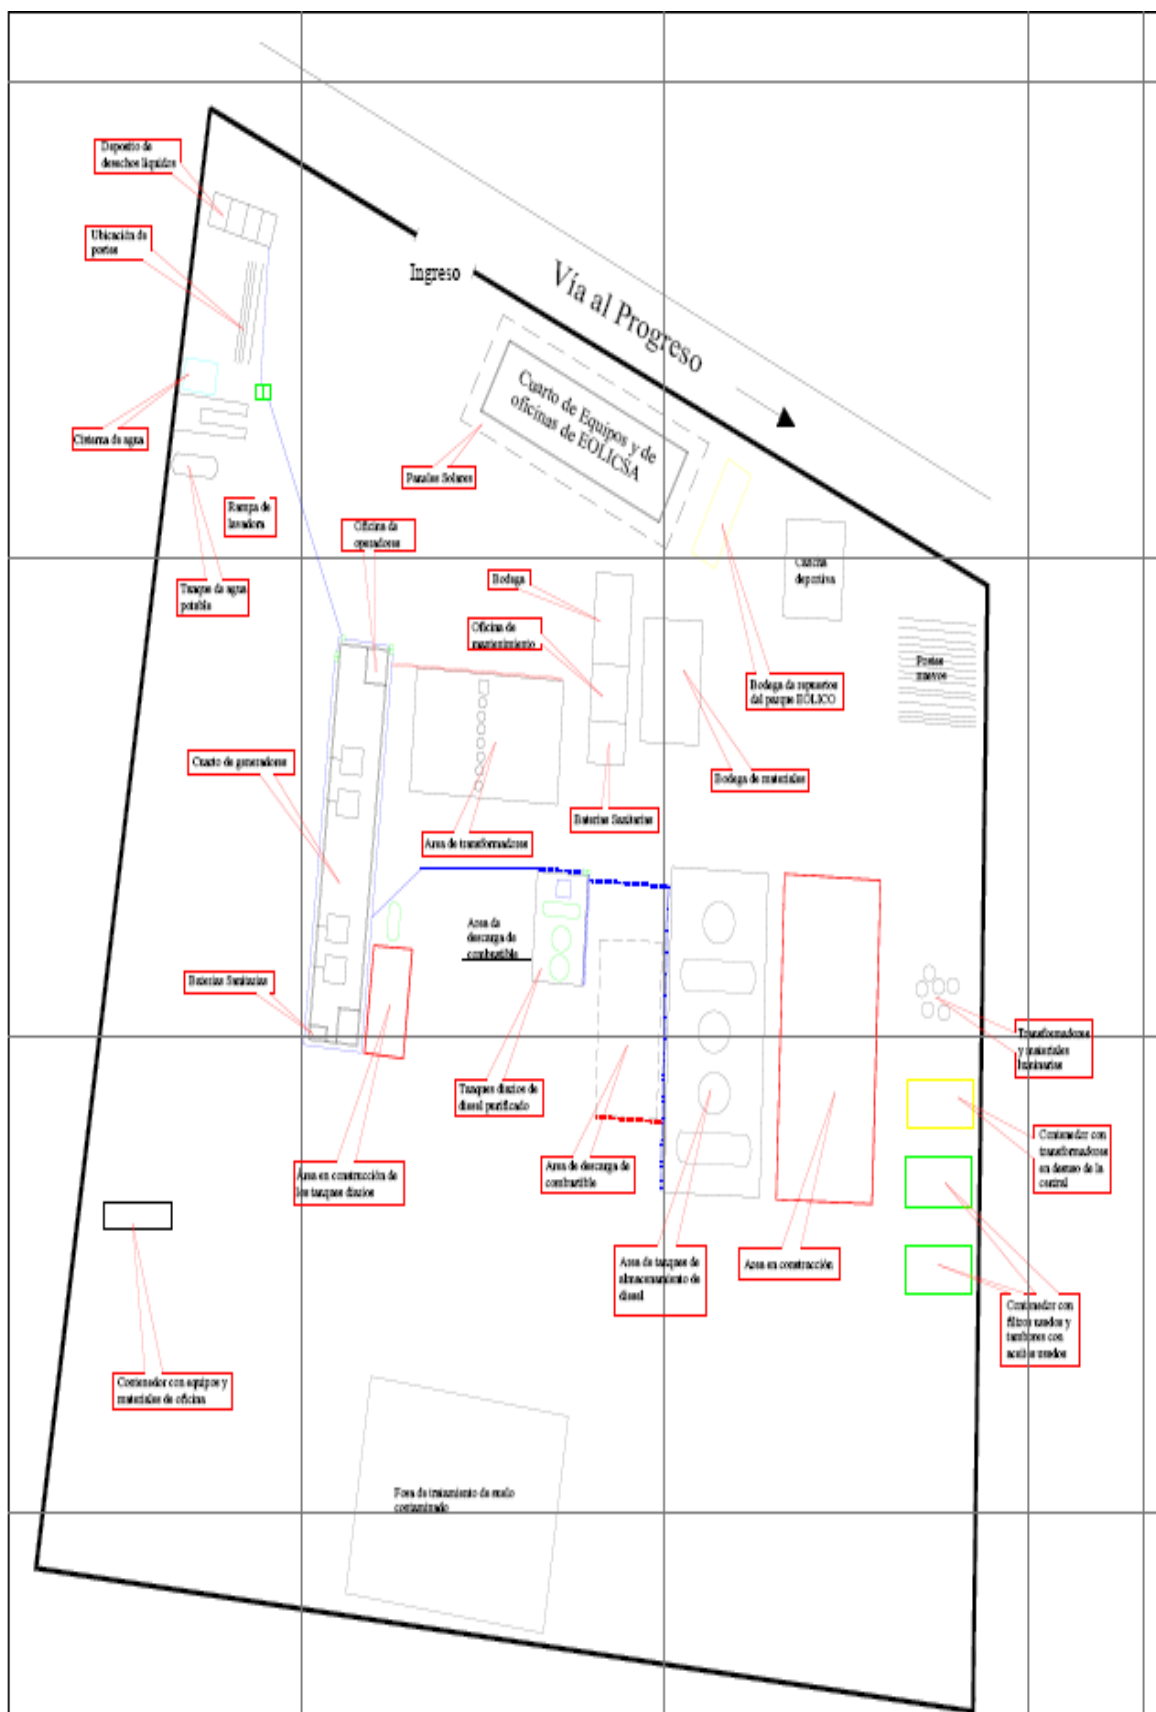 Deposito de
desechos liquidos
Ubicación de
postes
Ingreso
Vía al Progreso
Cuarto de Equipos y de
oficinas de EOLICSA
Cisterna de agua
Paneles Solares
Rampa de
lavadora
Oficina de
operadores
Tanque de agua
potable
Bodega
Cancha
deportiva
Oficina de
mantenimiento
Postes
nuevos
Bodega de repuestos
del parque EÓLICO
Cuarto de generadores
Bodega de materiales
Baterías Sanitarias
Area de transformadores
Area de
descarga de
combustible
Baterias Sanitarias
Transformadores
y materiales
luminarias
Tanques diarios de
diesel purificado
Contenedor con
transformadores
en desuso de la
central
Área en construcción de
los tanques diarios
Area de descarga de
combustible
Area de tanques de
almacenamiento de
diesel
Area en construcción
Contenedor con
filtros usados y
tambores con
aceites usados
Contenedor con equipos y
materiales de oficina
Fosa de tratamiento de suelo
contaminado